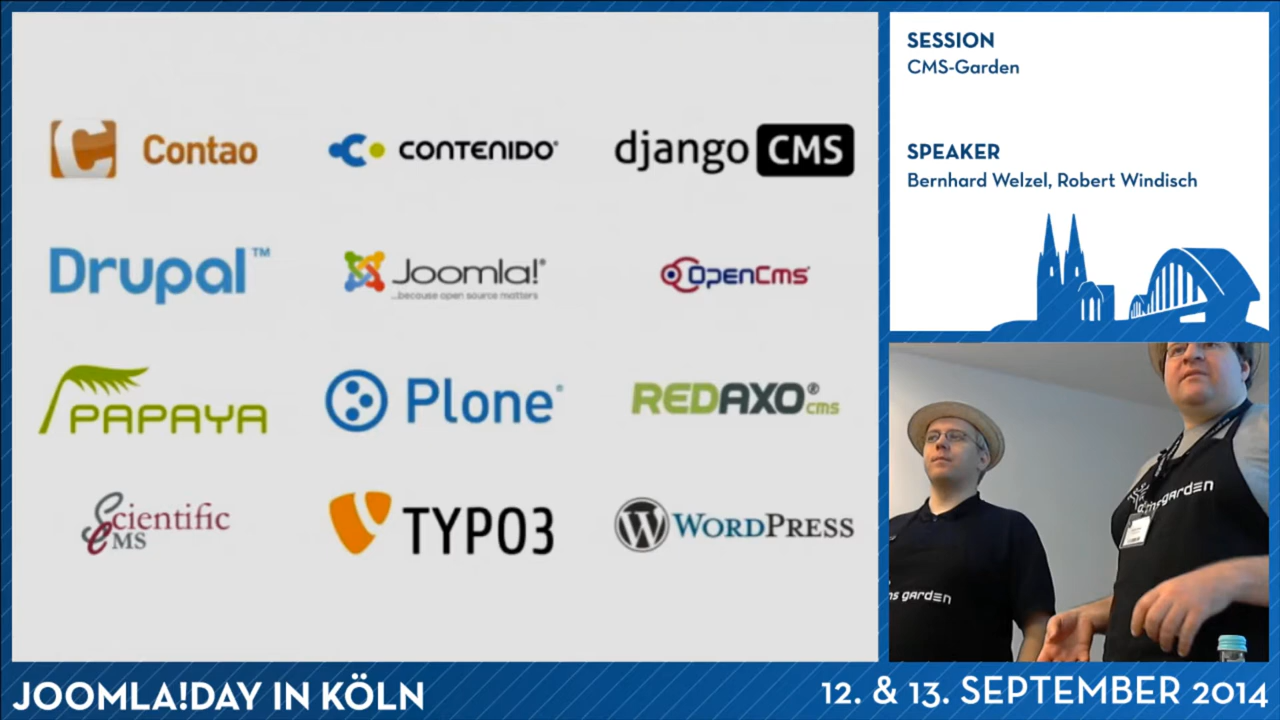 Contao
CONTENIDO®
django CMS
Drupal™
Joomla!®
...because open source matters
OpenCms®
PAPAYA
Plone®
REDAXO® cms
Scientific
CMS
TYPO3
WORDPRESS
SESSION
CMS-Garden
SPEAKER
Bernhard Welzel, Robert Windisch
cms garden
JOOMLA!DAY IN KÖLN
12. & 13. SEPTEMBER 2014